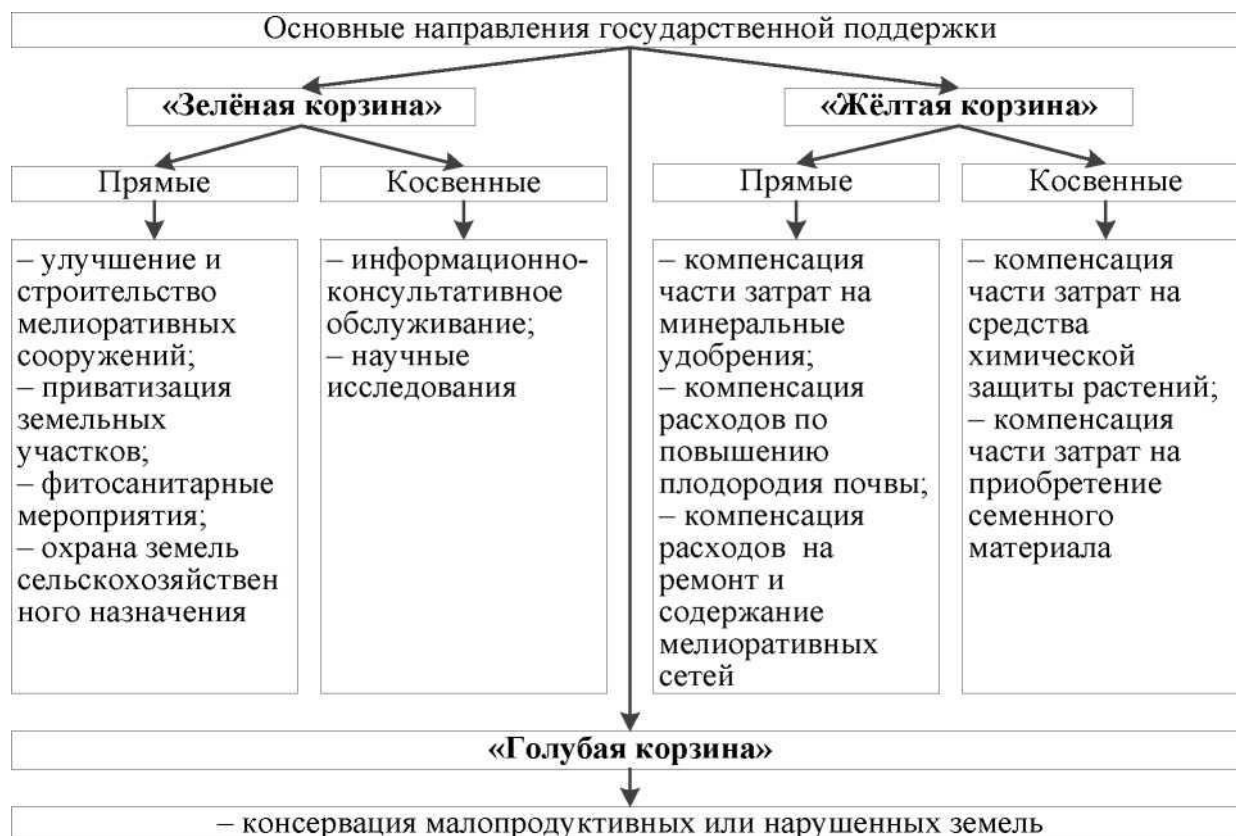 Основные направления государственной поддержки
«Зелёная корзина»
«Жёлтая корзина»
Прямые
Косвенные
Прямые
Косвенные
– улучшение и
строительство
мелиоративных
сооружений;
– приватизация
земельных
участков;
– фитосанитарные
мероприятия;
– охрана земель
сельскохозяйствен
ного назначения
– информационно-
консультативное
обслуживание;
– научные
исследования
– компенсация
части затрат на
минеральные
удобрения;
– компенсация
расходов по
повышению
плодородия почвы;
– компенсация
расходов на
ремонт и
содержание
мелиоративных
сетей
– компенсация
части затрат на
средства
химической
защиты растений;
– компенсация
части затрат на
приобретение
семенного
материала
«Голубая корзина»
– консервация малопродуктивных или нарушенных земель